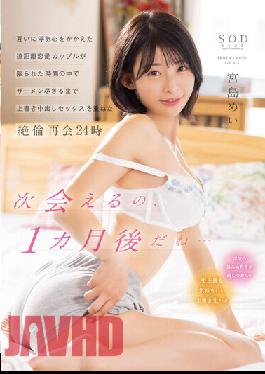 互いに浮気心をかかえた
遠距離恋愛カップルが
限られた時間の中で
ザーメン尽きるまで
上書き中出しセックスを重ねた
絶倫再会24時
SOD
宮島めい
次会えるの、
1カ月後だね…
JAVHD